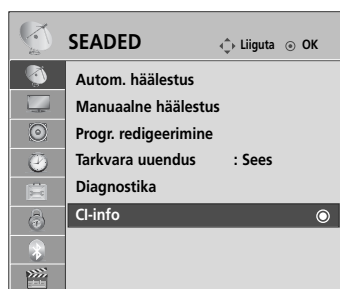 SEADED Liiguta OK
Autom. häälestus
Manuaalne häälestus
Progr. redigeerimine
Tarkvara uuendus : Sees
Diagnostika
CI-info